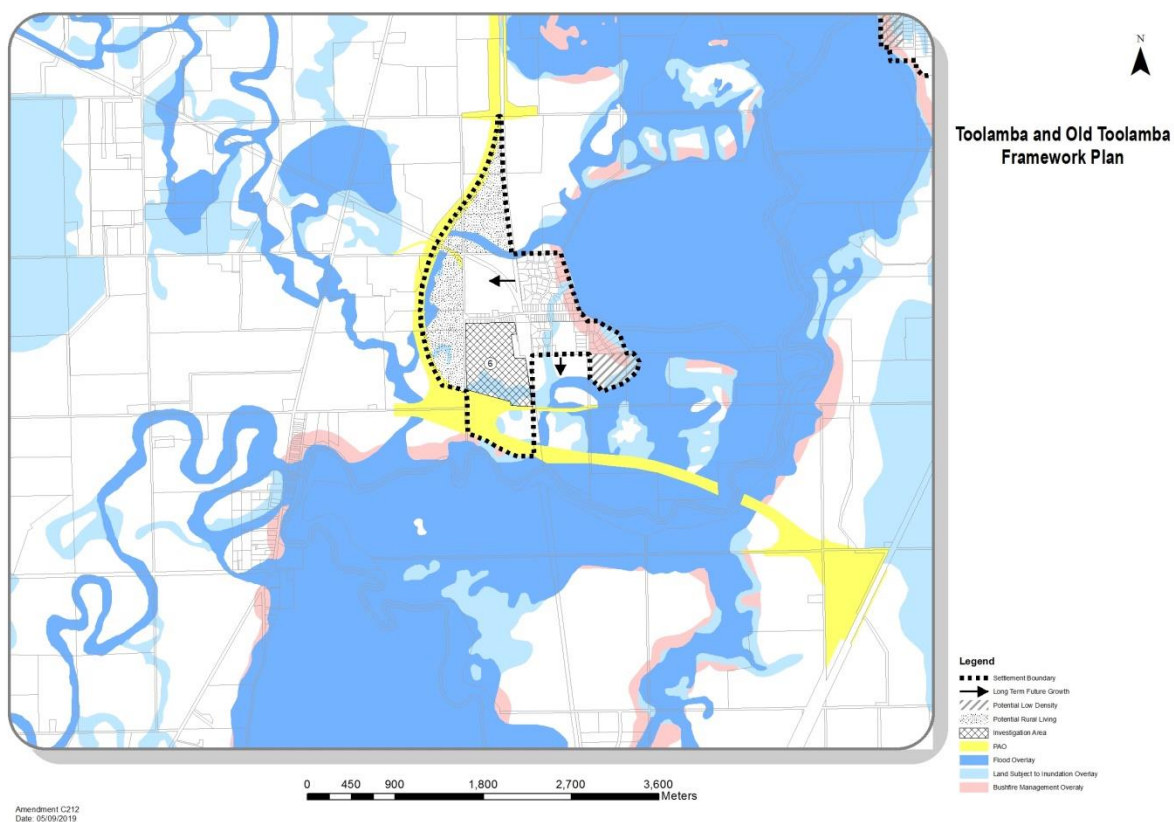 N
Toolamba and Old Toolamba
Framework Plan
6
Legend
Settlement Boundary
Long Term Future Growth
Potential Low Density
Potential Rural Living
Investigation Area
PAO
Flood Overlay
Land Subject to Inundation Overlay
Bushfire Management Overaly
0 450 900 1,800 2,700 3,600
Meters
Amendment C212
Date: 05/09/2019